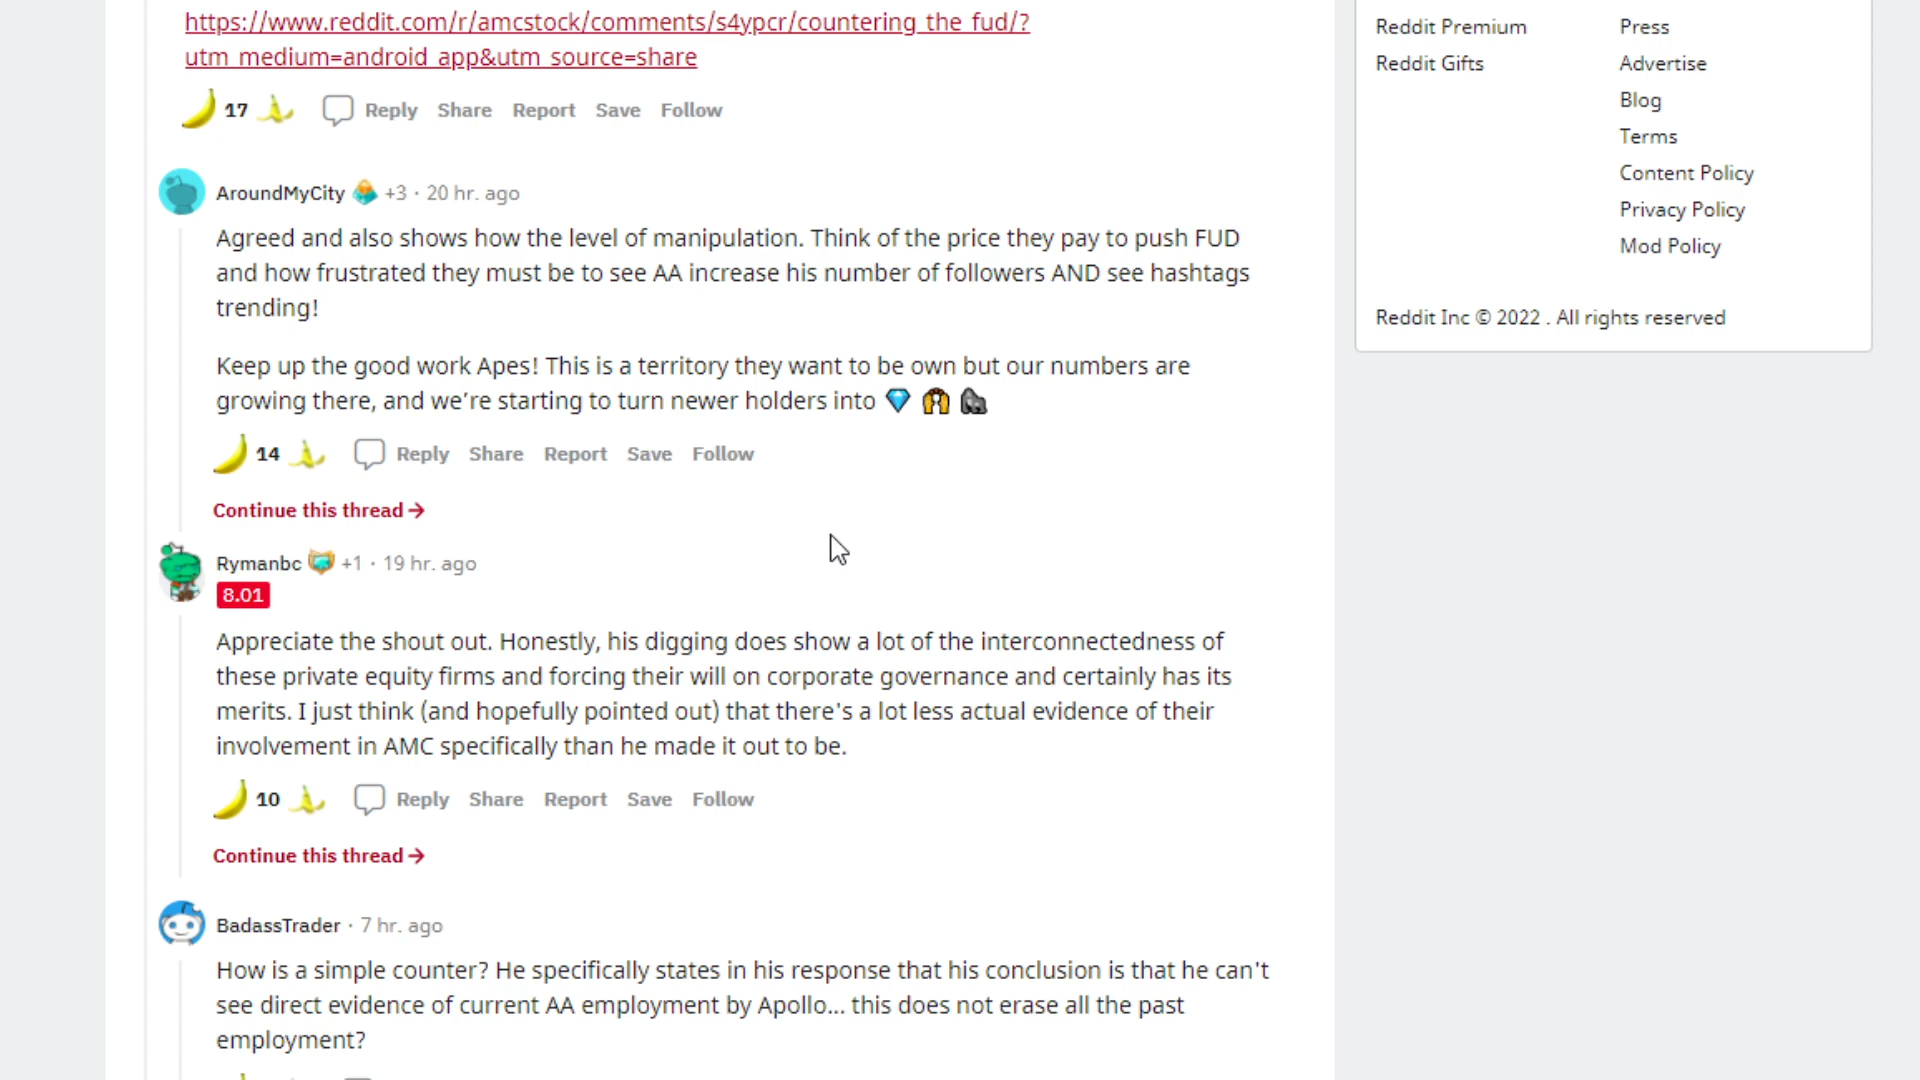 https://www.reddit.com/r/amcstock/comments/s4ypcr/countering_the_fud/?
utm_medium=android_app&utm_source=share
17 Reply Share Report Save Follow
AroundMyCity +3 · 20 hr. ago
Agreed and also shows how the level of manipulation. Think of the price they pay to push FUD
and how frustrated they must be to see AA increase his number of followers AND see hashtags
trending!
Keep up the good work Apes! This is a territory they want to be own but our numbers are
growing there, and we’re starting to turn newer holders into 💎 🙌 🦍
14 Reply Share Report Save Follow
Continue this thread →
Rymanbc +1 · 19 hr. ago
8.01
Appreciate the shout out. Honestly, his digging does show a lot of the interconnectedness of
these private equity firms and forcing their will on corporate governance and certainly has its
merits. I just think (and hopefully pointed out) that there's a lot less actual evidence of their
involvement in AMC specifically than he made it out to be.
10 Reply Share Report Save Follow
Continue this thread →
BadassTrader · 7 hr. ago
How is a simple counter? He specifically states in his response that his conclusion is that he can't
see direct evidence of current AA employment by Apollo... this does not erase all the past
employment?
Reddit Premium
Reddit Gifts
Press
Advertise
Blog
Terms
Content Policy
Privacy Policy
Mod Policy
Reddit Inc © 2022 . All rights reserved